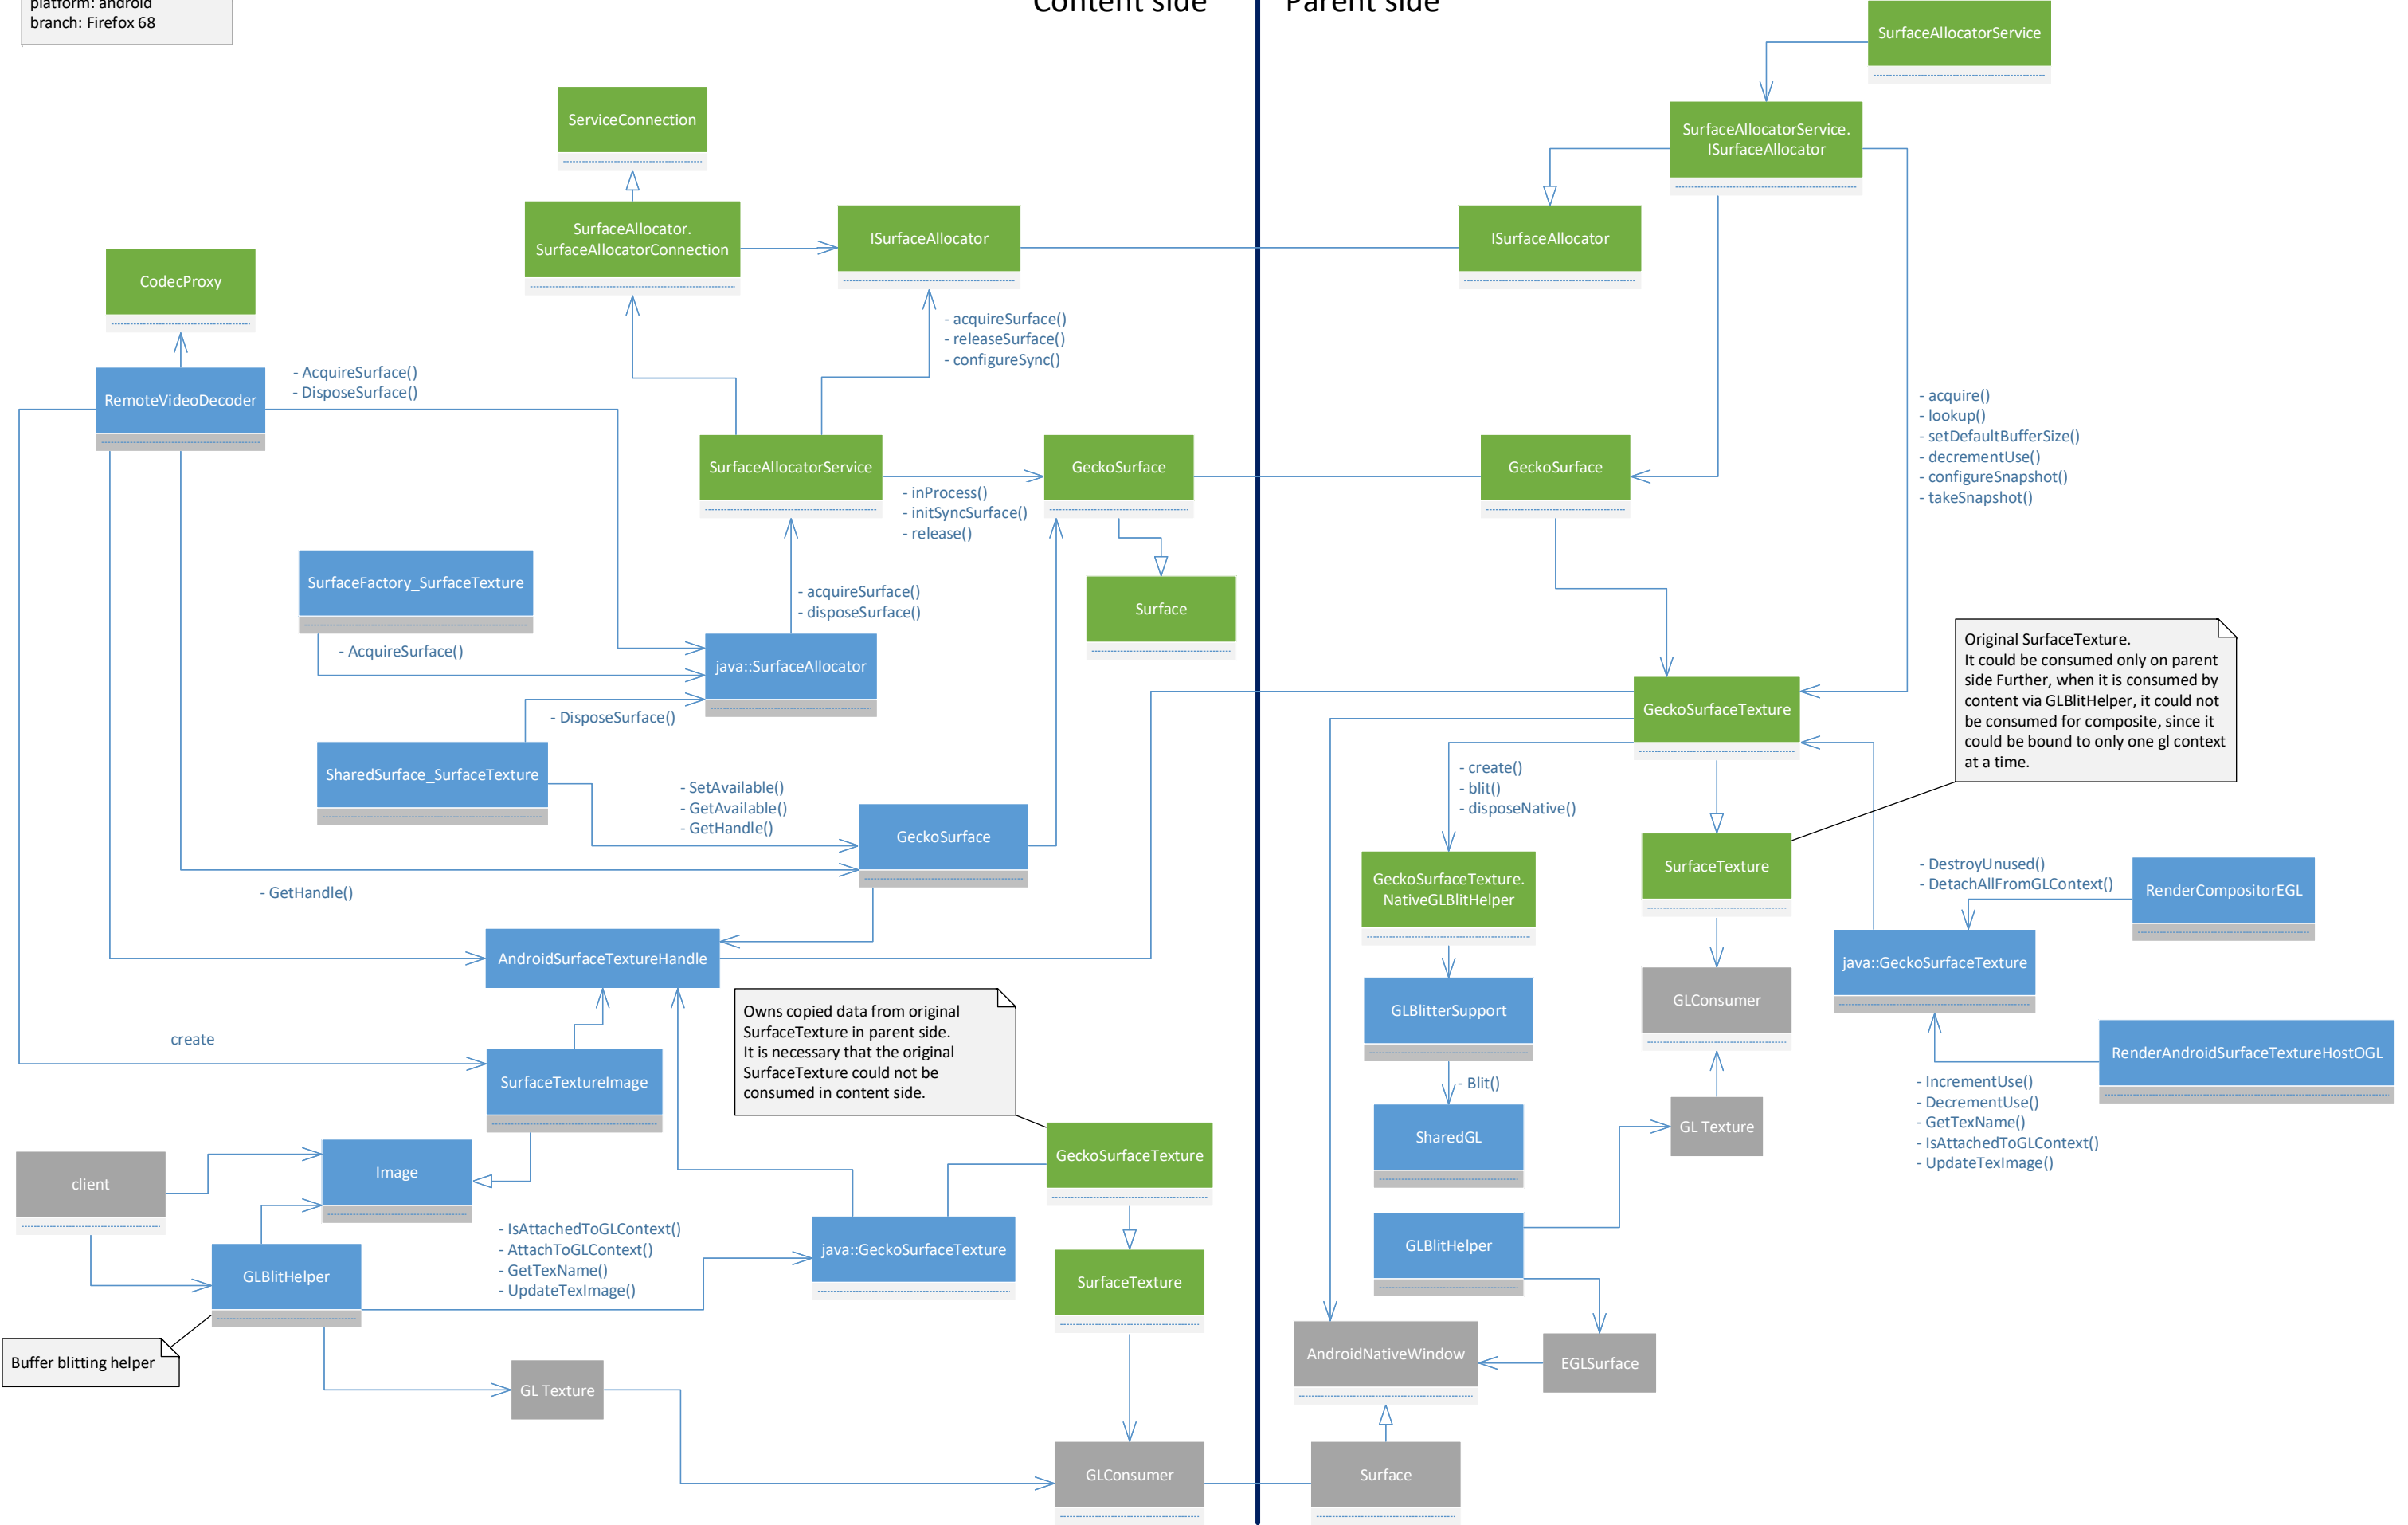 platform: android
branch: Firefox 68
Content side
Parent side
SurfaceAllocatorService
ServiceConnection
SurfaceAllocatorService.
ISurfaceAllocator
SurfaceAllocator.
SurfaceAllocatorConnection
ISurfaceAllocator
ISurfaceAllocator
CodecProxy
- acquireSurface()
- releaseSurface()
- configureSync()
RemoteVideoDecoder
- AcquireSurface()
- DisposeSurface()
- acquire()
- lookup()
- setDefaultBufferSize()
- decrementUse()
- configureSnapshot()
- takeSnapshot()
SurfaceAllocatorService
GeckoSurface
GeckoSurface
- inProcess()
- initSyncSurface()
- release()
SurfaceFactory_SurfaceTexture
- acquireSurface()
- disposeSurface()
Surface
- AcquireSurface()
java::SurfaceAllocator
Original SurfaceTexture.
It could be consumed only on parent
side Further, when it is consumed by
content via GLBlitHelper, it could not
be consumed for composite, since it
could be bound to only one gl context
at a time.
- DisposeSurface()
GeckoSurfaceTexture
SharedSurface_SurfaceTexture
- SetAvailable()
- GetAvailable()
- GetHandle()
- create()
- blit()
- disposeNative()
GeckoSurface
SurfaceTexture
- GetHandle()
GeckoSurfaceTexture.
NativeGLBlitHelper
- DestroyUnused()
- DetachAllFromGLContext()
RenderCompositorEGL
AndroidSurfaceTextureHandle
java::GeckoSurfaceTexture
GLConsumer
GLBlitterSupport
Owns copied data from original
SurfaceTexture in parent side.
It is necessary that the original
SurfaceTexture could not be
consumed in content side.
create
SurfaceTextureImage
- Blit()
RenderAndroidSurfaceTextureHostOGL
- IncrementUse()
- DecrementUse()
- GetTexName()
- IsAttachedToGLContext()
- UpdateTexImage()
SharedGL
GL Texture
GeckoSurfaceTexture
client
Image
- IsAttachedToGLContext()
- AttachToGLContext()
- GetTexName()
- UpdateTexImage()
java::GeckoSurfaceTexture
GLBlitHelper
GLBlitHelper
SurfaceTexture
Buffer blitting helper
AndroidNativeWindow
EGLSurface
GL Texture
GLConsumer
Surface